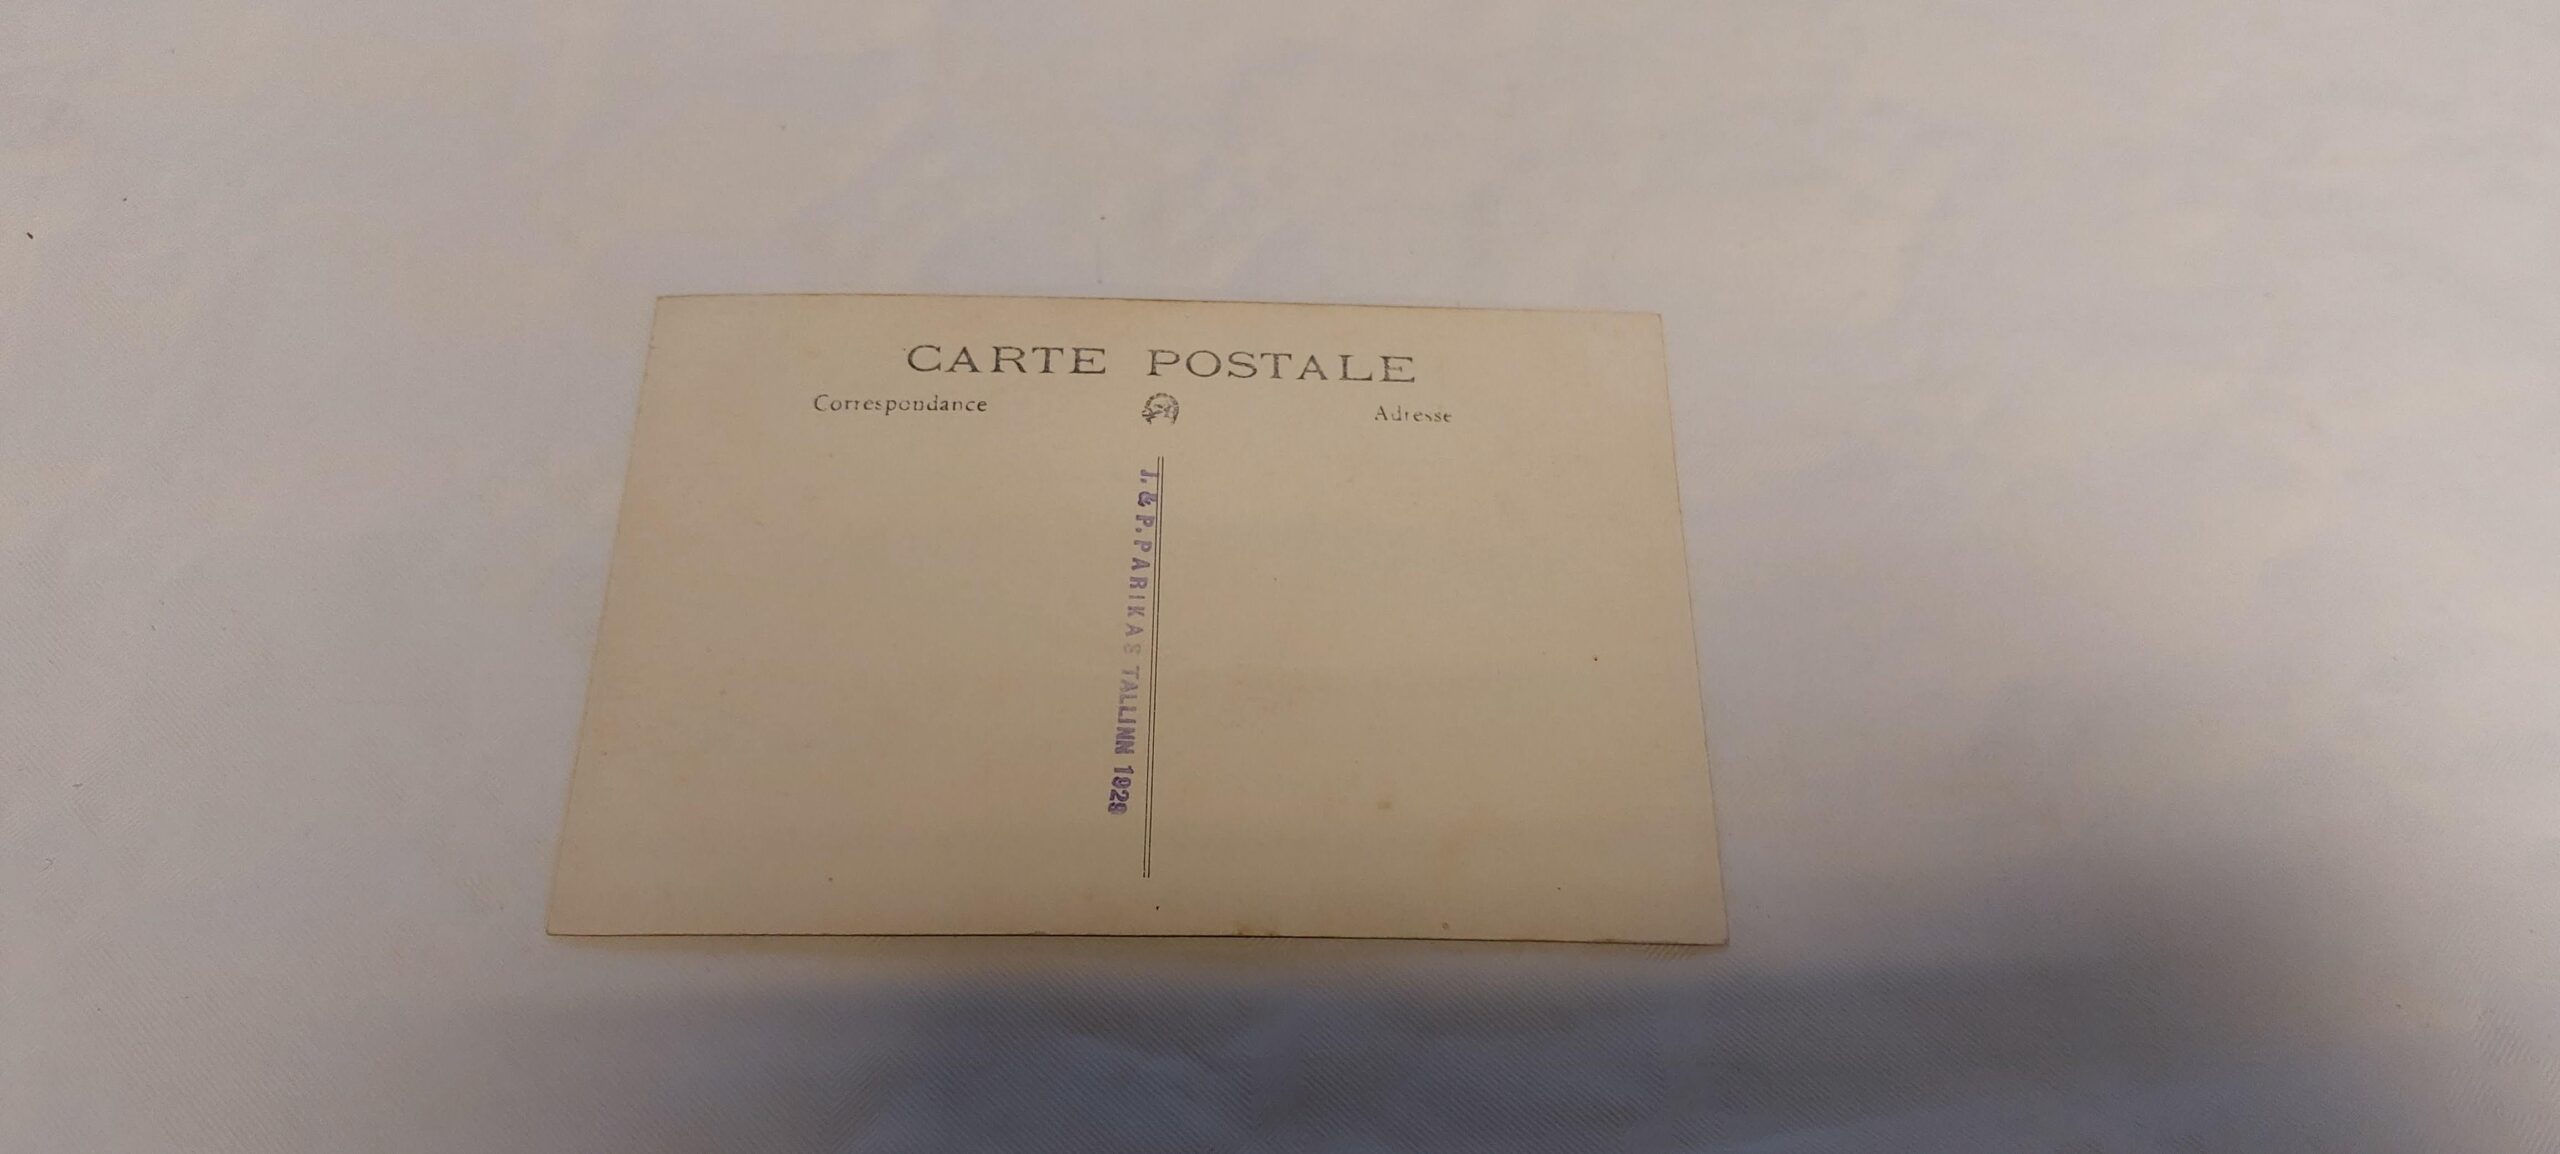 CARTE POSTALE
Correspondance
Adresse
J. & P. PARIKAS TALLINN 1929